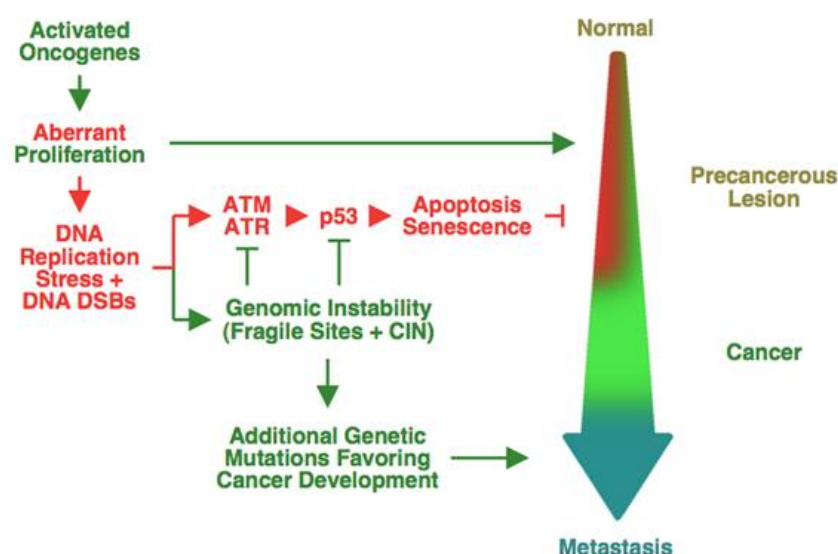 Activated
Oncogenes
Normal
Aberrant
Proliferation
Precancerous
Lesion
ATM
ATR
p53
Apoptosis
Senescence
DNA
Replication
Stress +
DNA DSBs
Genomic Instability
(Fragile Sites + CIN)
Cancer
Additional Genetic
Mutations Favoring
Cancer Development
Metastasis